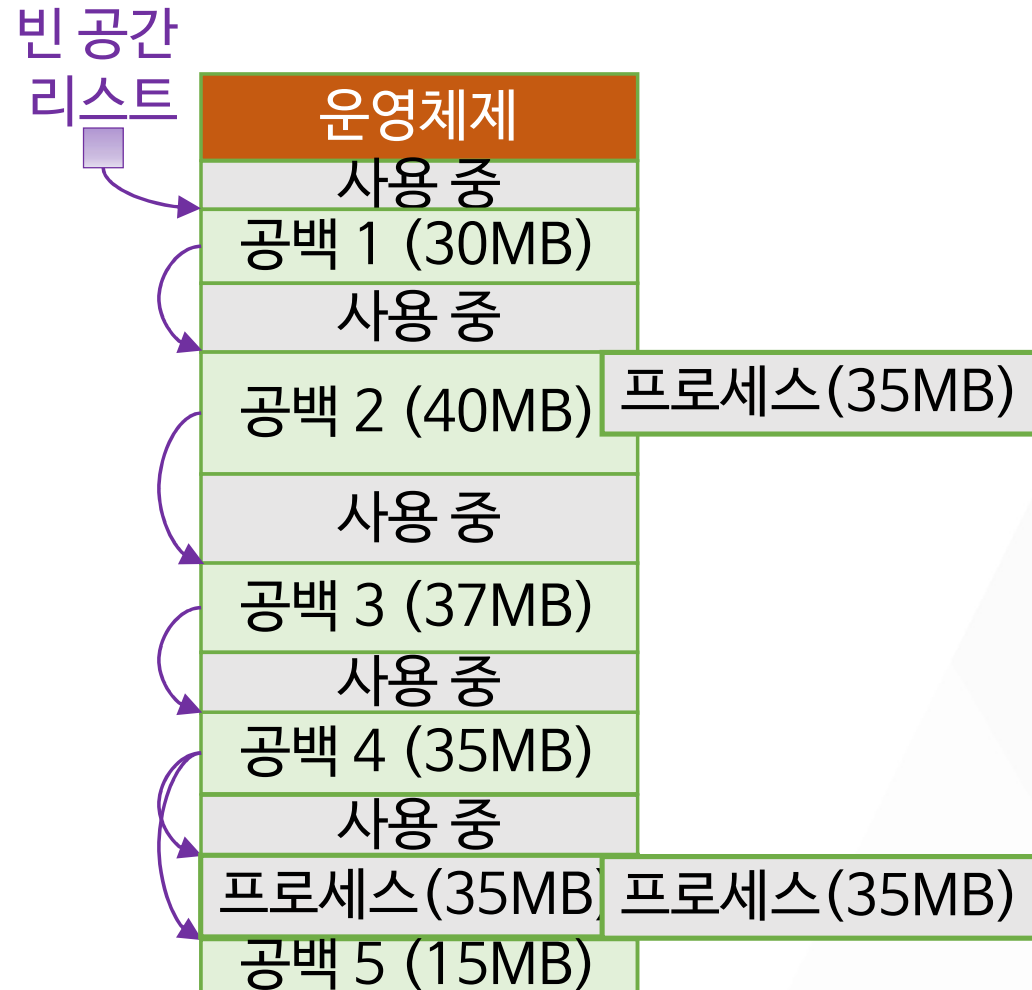 빈 공간
리스트
운영체제
사용 중
공백 1 (30MB)
사용 중
공백 2 (40MB)
프로세스(35MB)
사용 중
공백 3 (37MB)
사용 중
공백 4 (35MB)
사용 중
프로세스(35MB)
프로세스(35MB)
공백 5 (15MB)